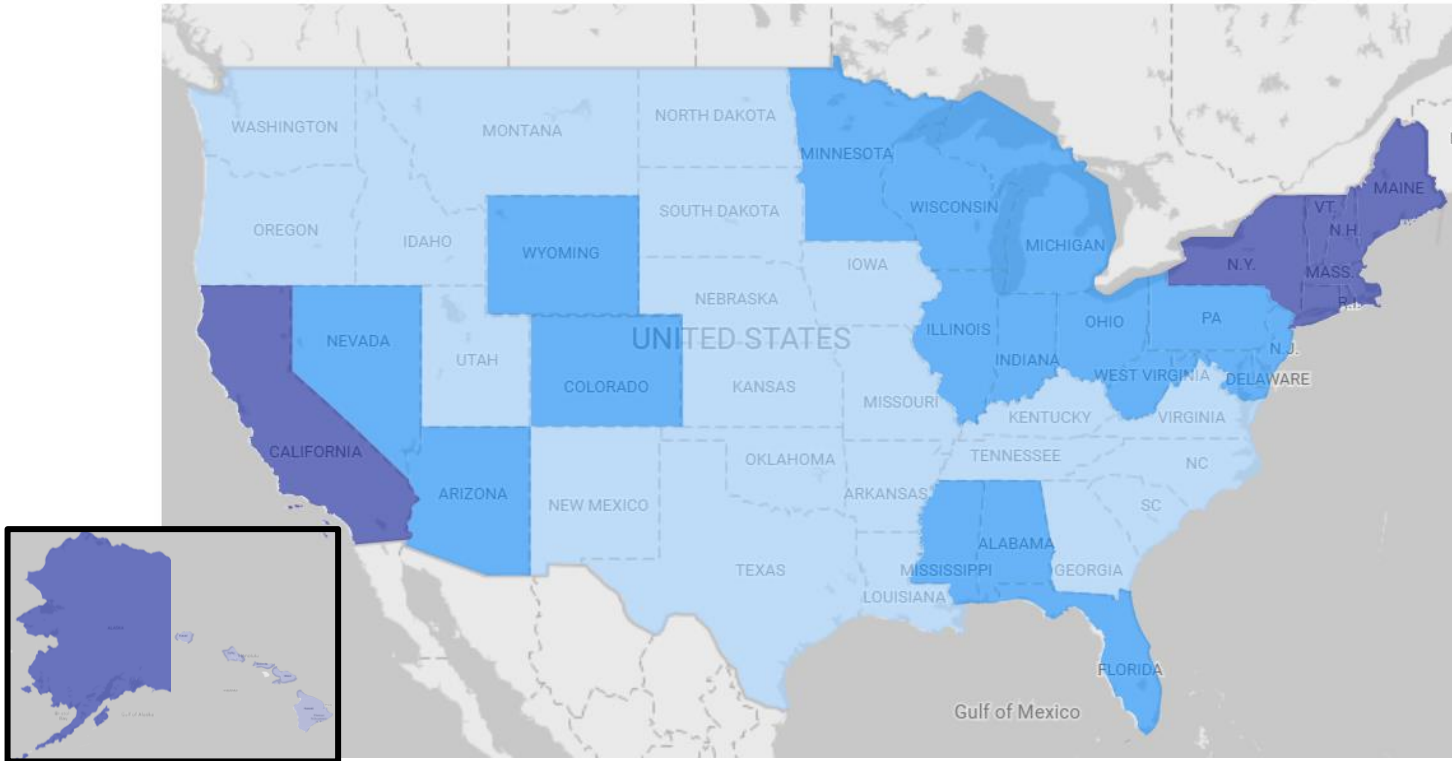 WASHINGTON
MONTANA
NORTH DAKOTA
MINNESOTA
OREGON
IDAHO
SOUTH DAKOTA
WISCONSIN
MICHIGAN
MAINE
VT.
N.H.
N.Y.
MASS.
R.I.
WYOMING
IOWA
NEBRASKA
NEVADA
UTAH
UNITED STATES
ILLINOIS
INDIANA
OHIO
PA
N.J.
COLORADO
KANSAS
MISSOURI
WEST VIRGINIA
DELAWARE
KENTUCKY
VIRGINIA
CALIFORNIA
ARIZONA
NEW MEXICO
OKLAHOMA
ARKANSAS
TENNESSEE
NC
SC
TEXAS
LOUISIANA
MISSISSIPPI
ALABAMA
GEORGIA
FLORIDA
Gulf of Mexico